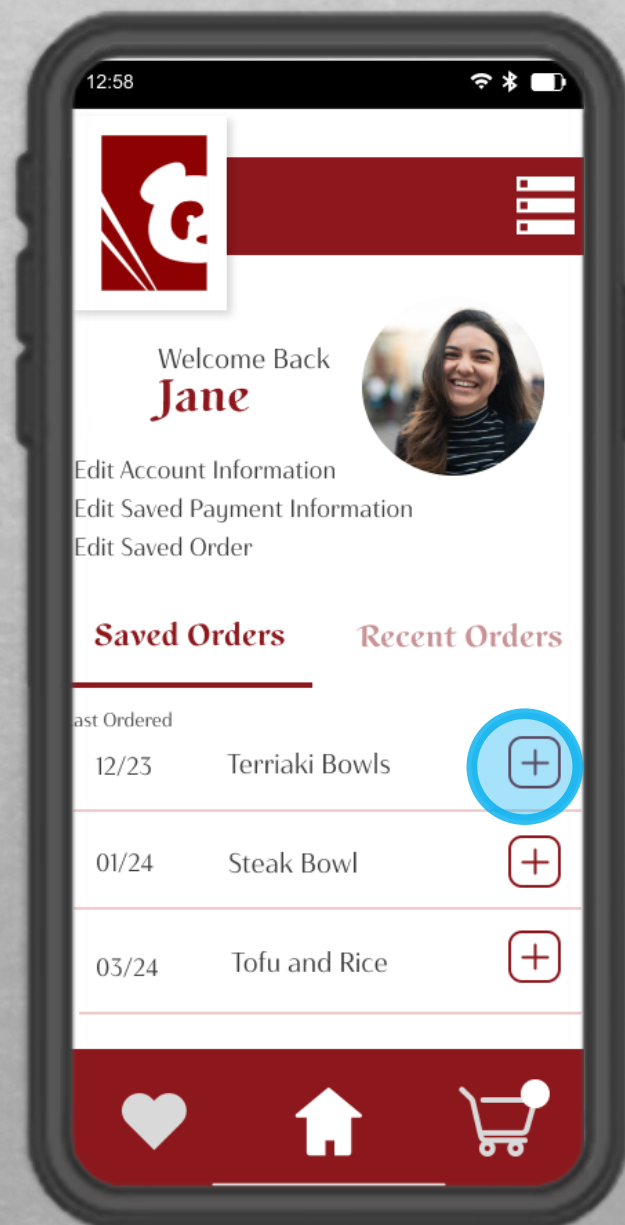 12:58
Welcome Back
Jane
Edit Account Information
Edit Saved Payment Information
Edit Saved Order
Saved Orders Recent Orders
ast Ordered
12/23 Terriaki Bowls
01/24 Steak Bowl
03/24 Tofu and Rice